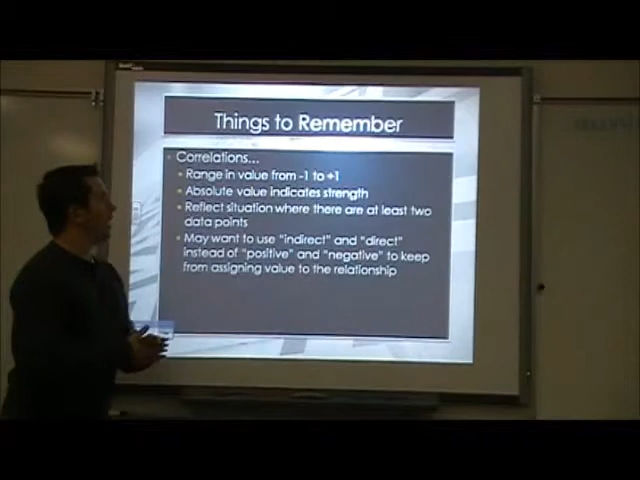 Things to Remember
Correlations...
Range in value from -1 to +1
Absolute value indicates strength
Reflect situation where there are at least two
data points
May want to use "indirect" and "direct"
instead of "positive" and "negative" to keep
from assigning value to the relationship